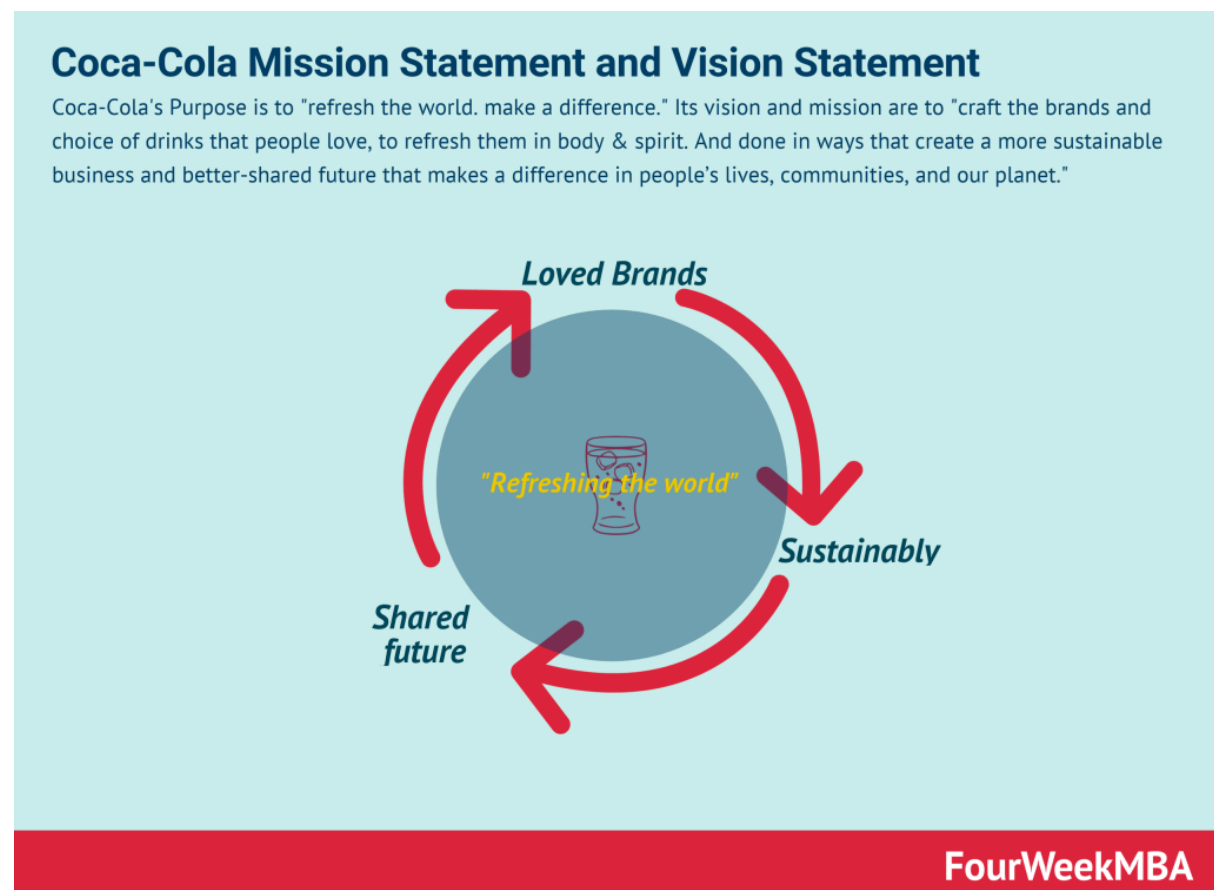 Coca-Cola Mission Statement and Vision Statement
Coca-Cola's Purpose is to "refresh the world. make a difference." Its vision and mission are to "craft the brands and
choice of drinks that people love, to refresh them in body & spirit. And done in ways that create a more sustainable
business and better-shared future that makes a difference in people’s lives, communities, and our planet."
Loved Brands
"Refreshing the world"
Sustainably
Shared
future
FourWeekMBA